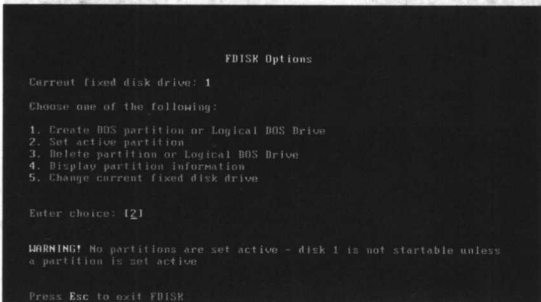 FDISK Options
Current fixed disk drive: 1
Choose one of the following:
1. Create DOS partition or Logical DOS Drive
2. Set active partition
3. Delete partition or Logical DOS Drive
4. Display partition information
5. Change current fixed disk drive
Enter choice: [2]
WARNING! No partitions are set active - disk 1 is not startable unless
a partition is set active
Press Esc to exit FDISK